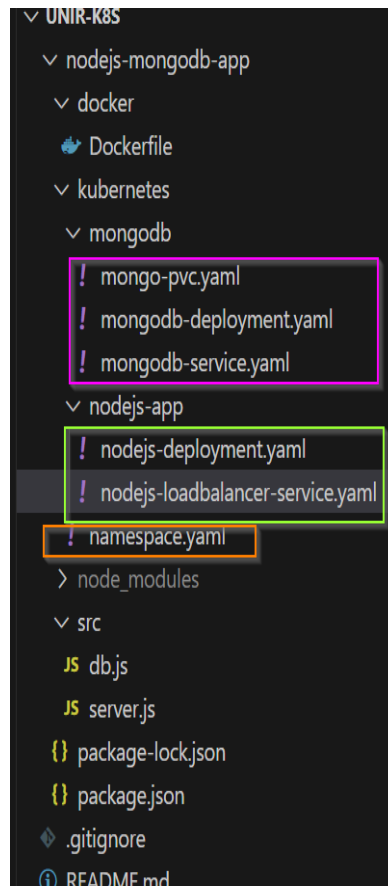 UNIR-K8S
nodejs-mongodb-app
docker
Dockerfile
kubernetes
mongodb
! mongo-pvc.yaml
! mongodb-deployment.yaml
! mongodb-service.yaml
nodejs-app
! nodejs-deployment.yaml
! nodejs-loadbalancer-service.yaml
! namespace.yaml
node_modules
src
JS db.js
JS server.js
{} package-lock.json
{} package.json
.gitignore
README.md